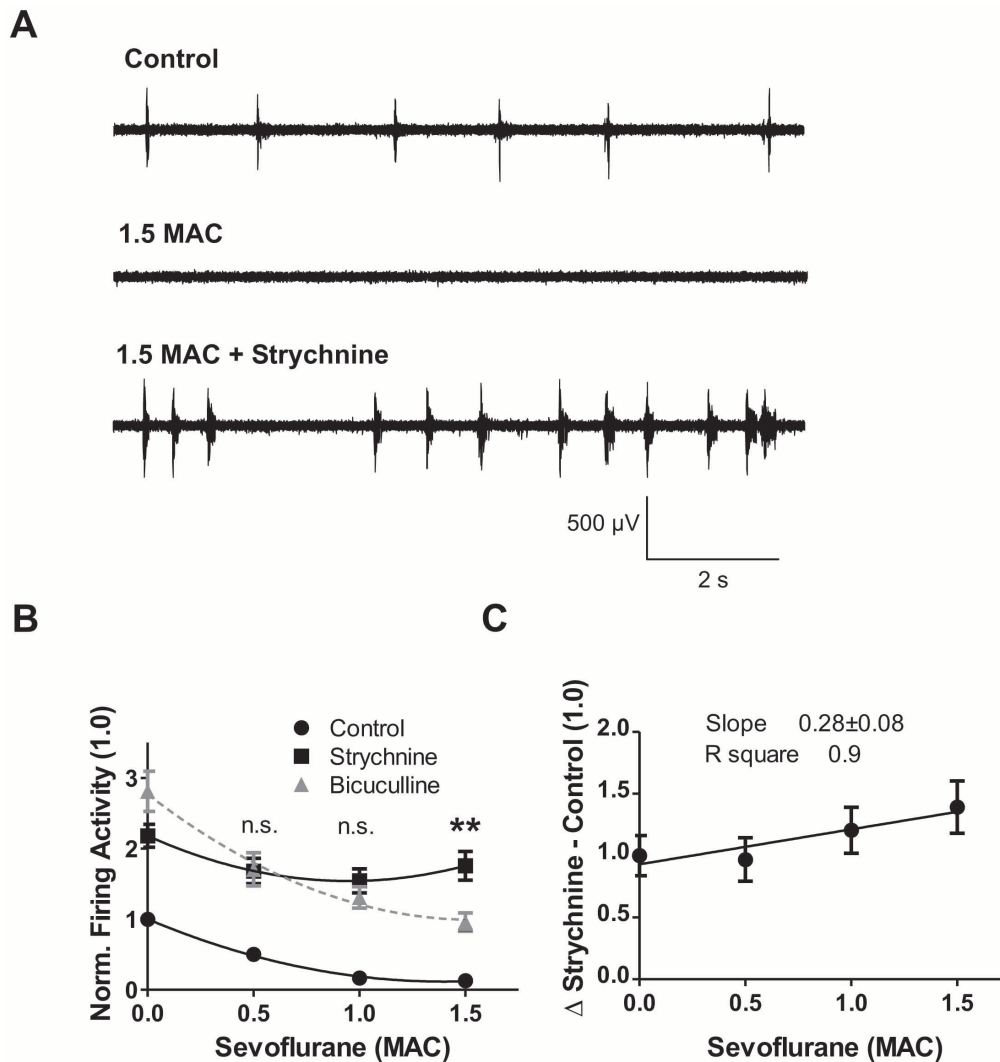 A
Control
1.5 MAC
1.5 MAC + Strychnine
500 µV
2 s
B
Norm. Firing Activity (1.0)
3
2
1
0
Control
Strychnine
Bicuculline
n.s.
n.s.
**
0.0
0.5
1.0
1.5
Sevoflurane (MAC)
C
Δ Strychnine - Control (1.0)
2.0
1.5
1.0
0.5
0.0
Slope 0.28±0.08
R square 0.9
0.0
0.5
1.0
1.5
Sevoflurane (MAC)